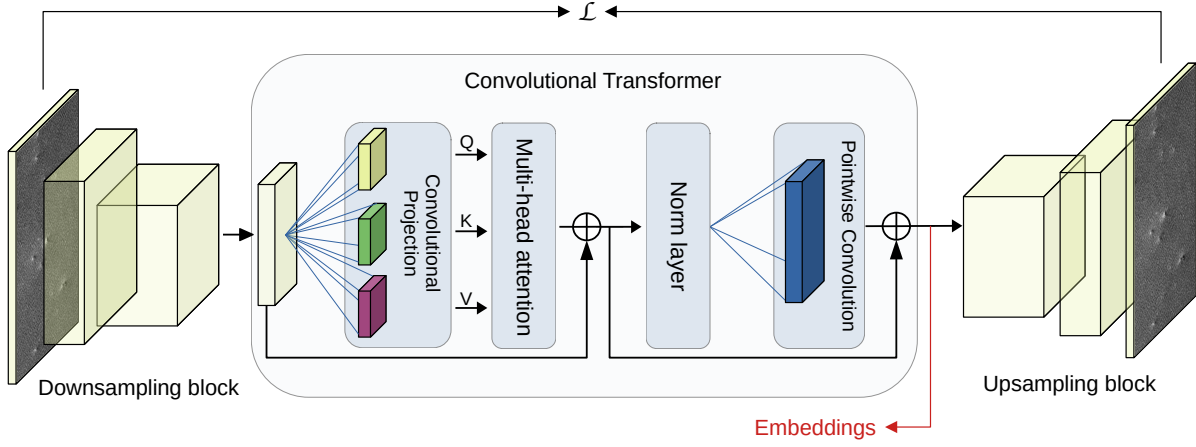 ℒ
Convolutional Transformer
Q
K
V
Convolutional
Projection
Multi-head attention
Norm layer
Pointwise Convolution
Downsampling block
Upsampling block
Embeddings